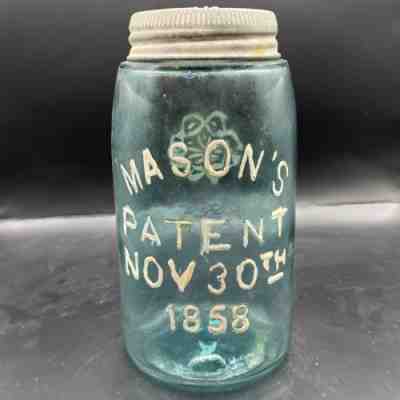 MASON'S
PATENT
NOV 30TH
1858